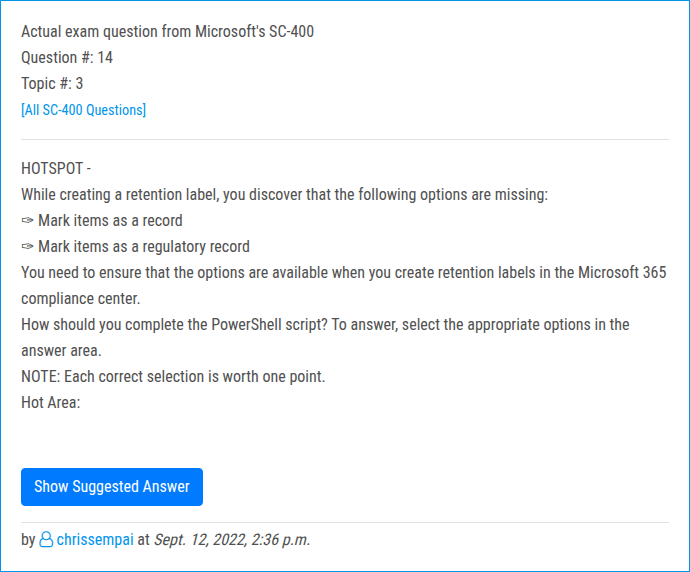 Actual exam question from Microsoft's SC-400
Question #: 14
Topic #: 3
[All SC-400 Questions]
HOTSPOT -
While creating a retention label, you discover that the following options are missing:
✑ Mark items as a record
✑ Mark items as a regulatory record
You need to ensure that the options are available when you create retention labels in the Microsoft 365
compliance center.
How should you complete the PowerShell script? To answer, select the appropriate options in the
answer area.
NOTE: Each correct selection is worth one point.
Hot Area:
Show Suggested Answer
by chrissempai at Sept. 12, 2022, 2:36 p.m.